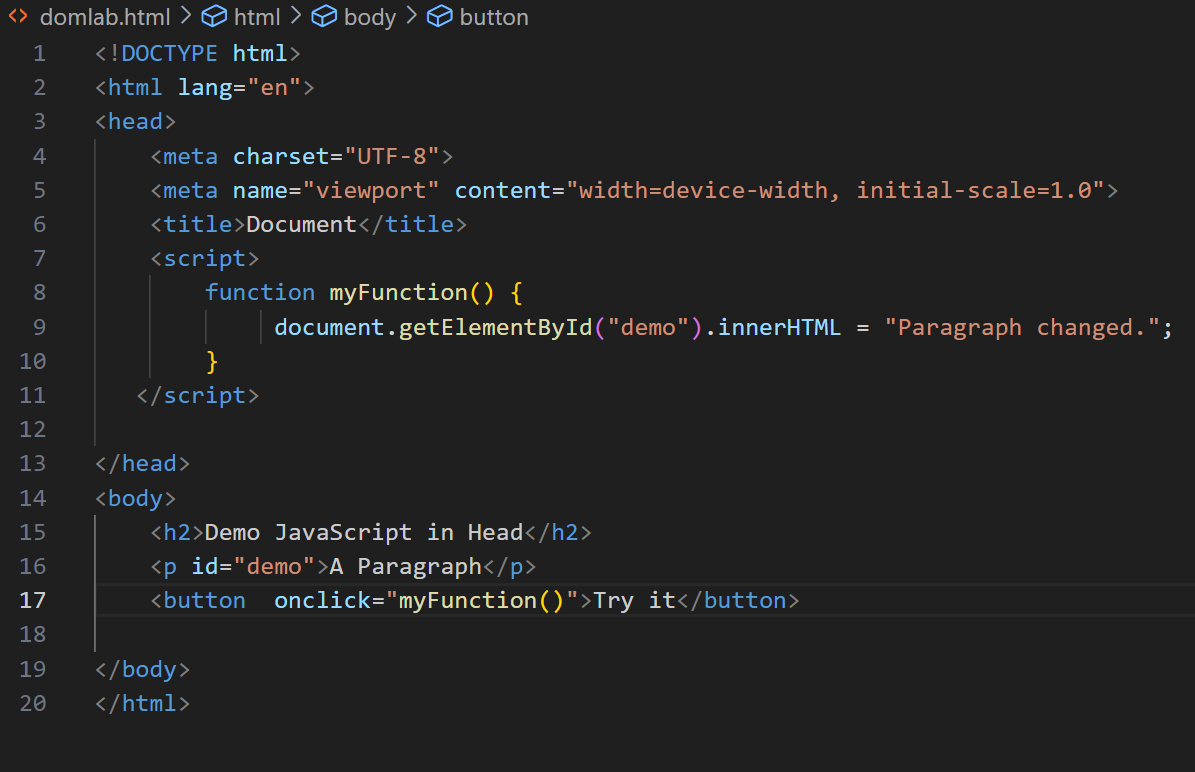 domlab.html > html > body > button
1 <!DOCTYPE html>
2 <html lang="en">
3 <head>
4     <meta charset="UTF-8">
5     <meta name="viewport" content="width=device-width, initial-scale=1.0">
6     <title>Document</title>
7     <script>
8         function myFunction() {
9              document.getElementById("demo").innerHTML = "Paragraph changed.";
10         }
11    </script>
12
13 </head>
14 <body>
15     <h2>Demo JavaScript in Head</h2>
16     <p id="demo">A Paragraph</p>
17     <button  onclick="myFunction()">Try it</button>
18
19 </body>
20 </html>